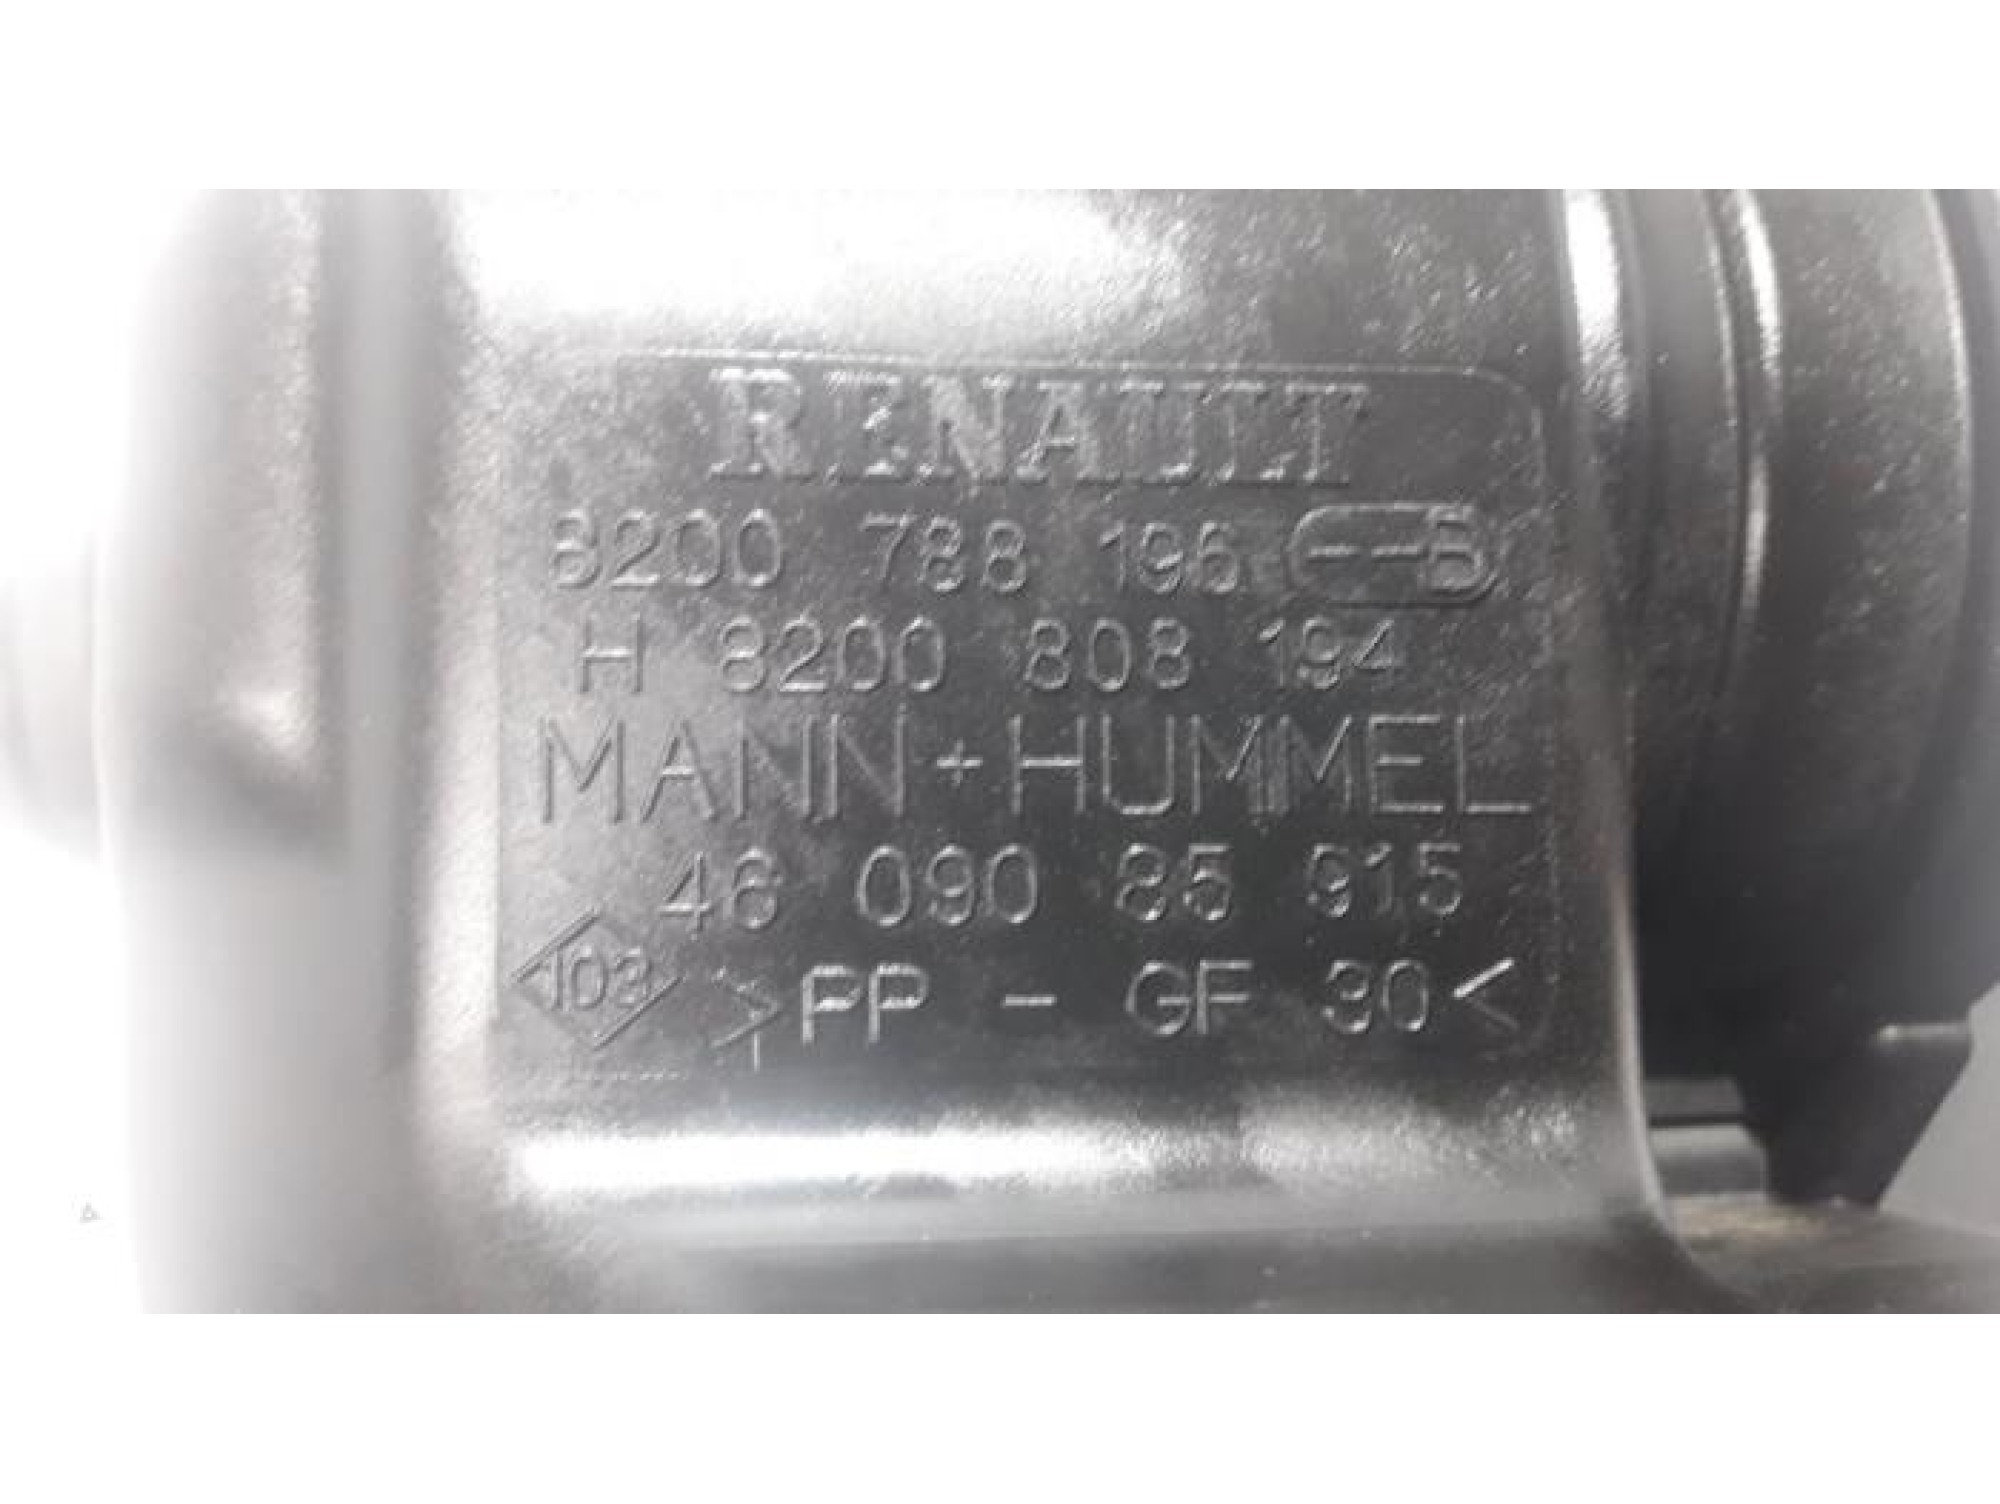 RENAULT
8200 788 196 --B
H 8200 808 194
MANN+HUMMEL
46 090 85 915
103 >PP - GF 30<